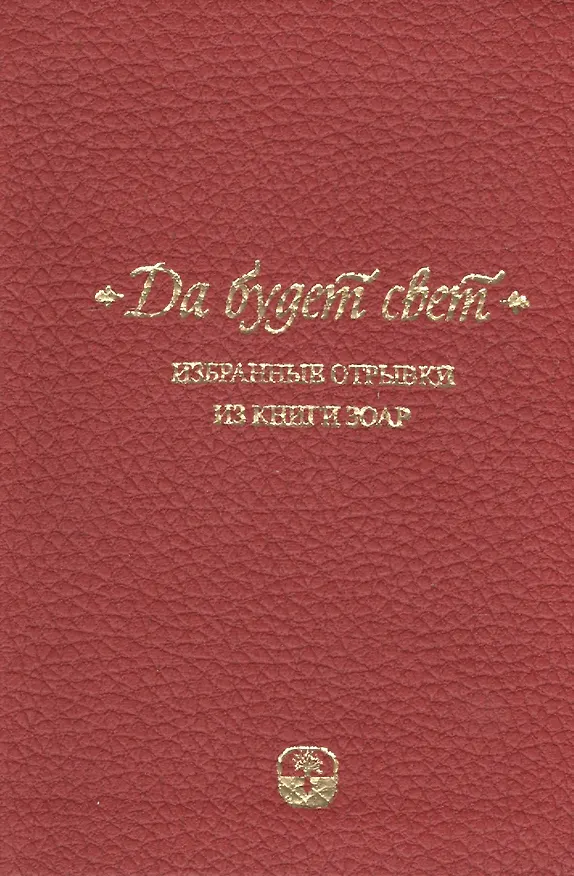 Да будет свет
ИЗБРАННЫЕ ОТРЫВКИ
ИЗ КНИГИ ЗОАР